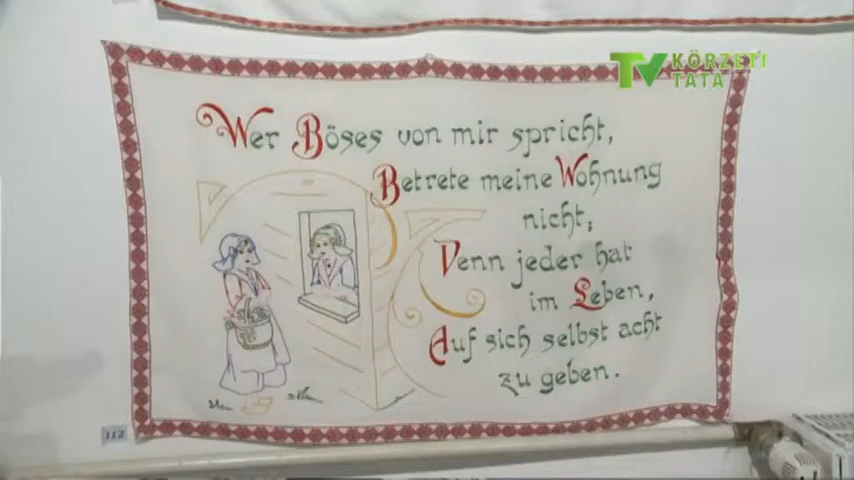 TV KÖRZETI
TATA
Wer Böses von mir spricht,
Betrete meine Wohnung
nicht;
Denn jeder hat
im Leben,
Auf sich selbst acht
zu geben.
112